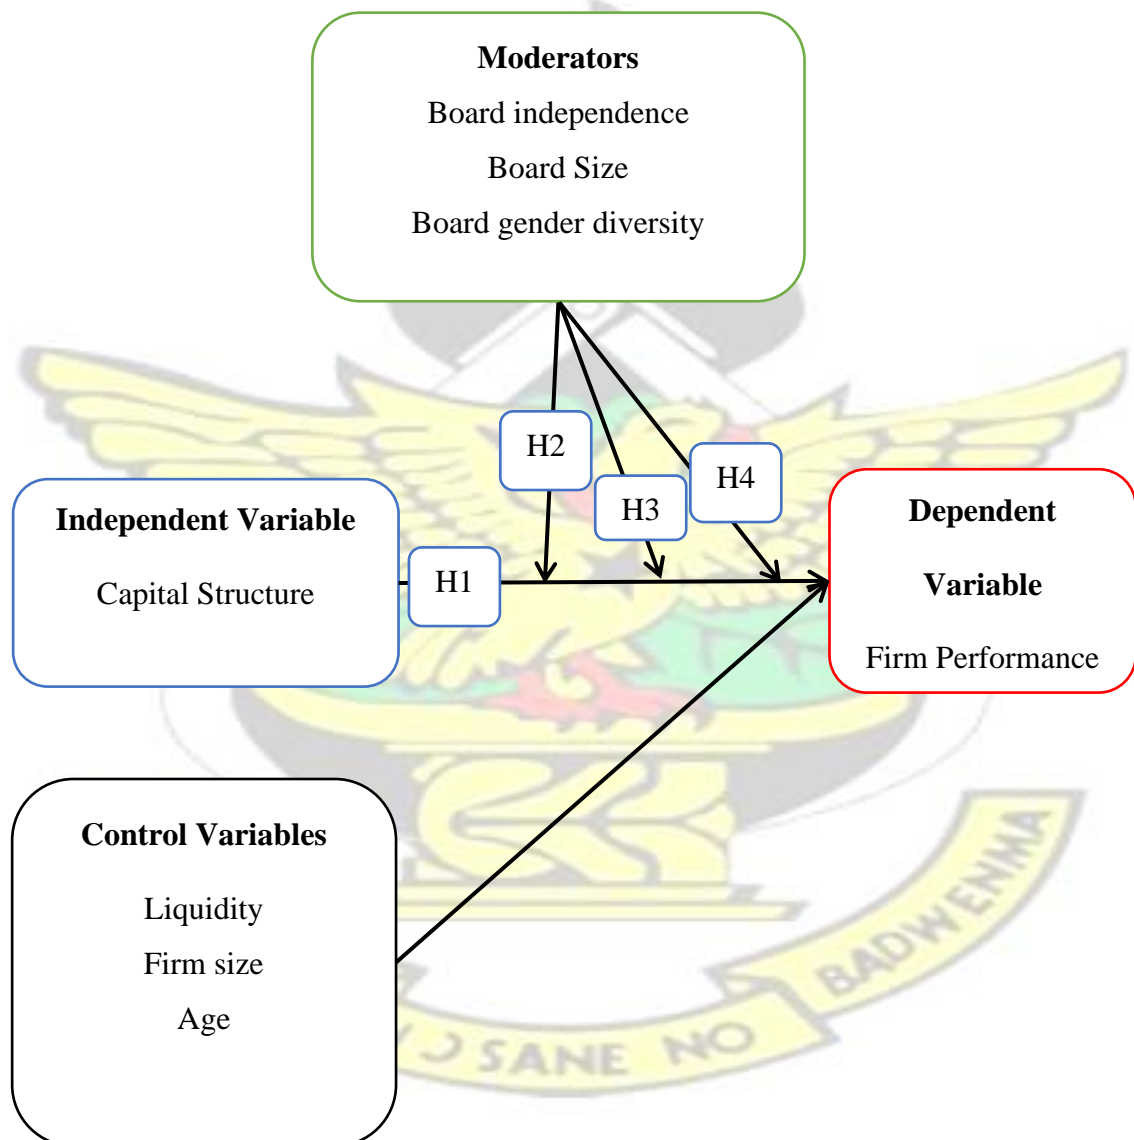 Moderators
Board independence
Board Size
Board gender diversity
H2
H3
H4
Independent Variable
Capital Structure
H1
Dependent
Variable
Firm Performance
Control Variables
Liquidity
Firm size
Age
SANE NO
BADWENMA